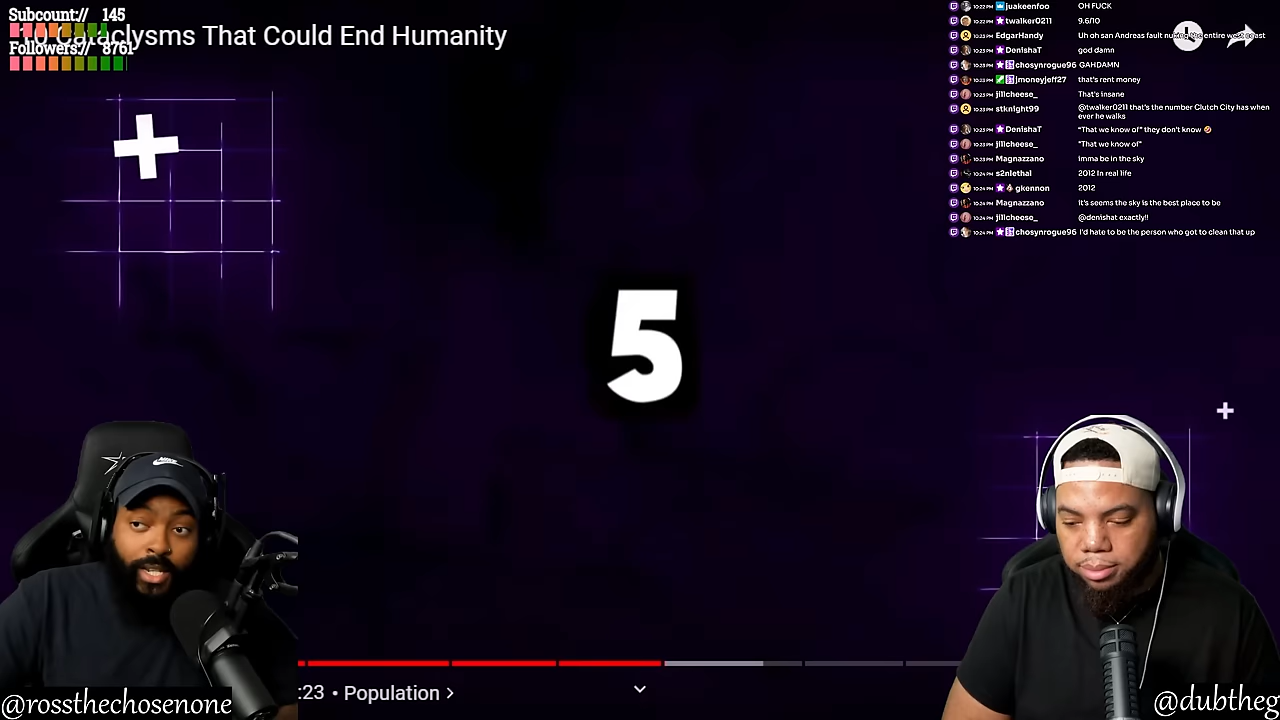 Subcount// 145
Followers// 8761
Cataclysms That Could End Humanity
10:22 PM juakeenfoo OH FUCK
10:22 PM twalker0211 9.6/10
10:23 PM EdgarHandy Uh oh san Andreas fault nuking the entire west coast
10:23 PM DenishaT god damn
10:23 PM chosynrogue96 GAHDAMN
10:23 PM jmoneyjeff27 that's rent money
10:23 PM jillcheese_ That's insane
10:23 PM stknight99 @twalker0211 that's the number Clutch City has when
ever he walks
10:23 PM DenishaT "That we know of" they don't know
10:23 PM jillcheese_ "That we know of"
10:23 PM Magnazzano imma be in the sky
10:24 PM s2nlethal 2012 In real life
10:24 PM gkennon 2012
10:24 PM Magnazzano it's seems the sky is the best place to be
10:24 PM jillcheese_ @denishat exactly!!
10:24 PM chosynrogue96 I'd hate to be the person who got to clean that up
5
:23 • Population >
@rossthechosenone
@dubtheg